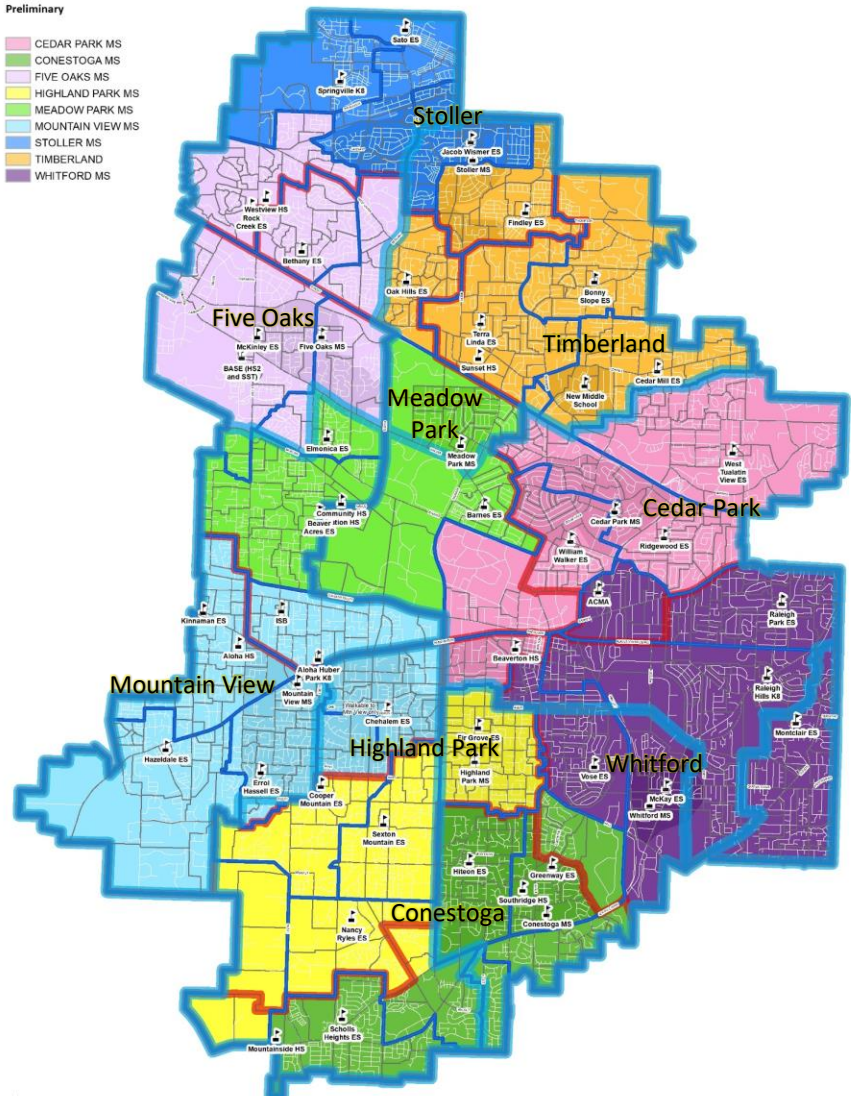 Preliminary
CEDAR PARK MS
CONESTOGA MS
FIVE OAKS MS
HIGHLAND PARK MS
MEADOW PARK MS
MOUNTAIN VIEW MS
STOLLER MS
TIMBERLAND
WHITFORD MS
Sato ES
Springville K8
Stoller
Jacob Wismer ES
Stoller MS
Westview HS
Rock
Creek ES
Findley ES
Bethany ES
Oak Hills ES
Bonny
Slope ES
Five Oaks
McKinley ES
Five Oaks MS
BASE (HS2
and SST)
Terra
Linda ES
Sunset HS
Timberland
Cedar Mill ES
New Middle
School
Meadow
Park
Elmonica ES
Meadow
Park MS
West
Tualatin
View ES
Cedar Park
Community HS
Beaver
Acres ES
Barnes ES
Cedar Park MS
Ridgewood ES
William
Walker ES
ACMA
Raleigh
Park ES
Kinnaman ES
ISB
Aloha HS
Beaverton HS
Aloha Huber
Park K8
Mountain
View MS
Mountain View
Raleigh
Hills K8
Montclair ES
Chehalem ES
Highland Park
Fir Grove ES
Highland
Park MS
Hazeldale ES
Errol
Hassell ES
Cooper
Mountain ES
Whitford
Vose ES
McKay ES
Whitford MS
Sexton
Mountain ES
Hiteon ES
Greenway ES
Southridge HS
Conestoga MS
Conestoga
Nancy
Ryles ES
Scholls
Heights ES
Mountainside HS